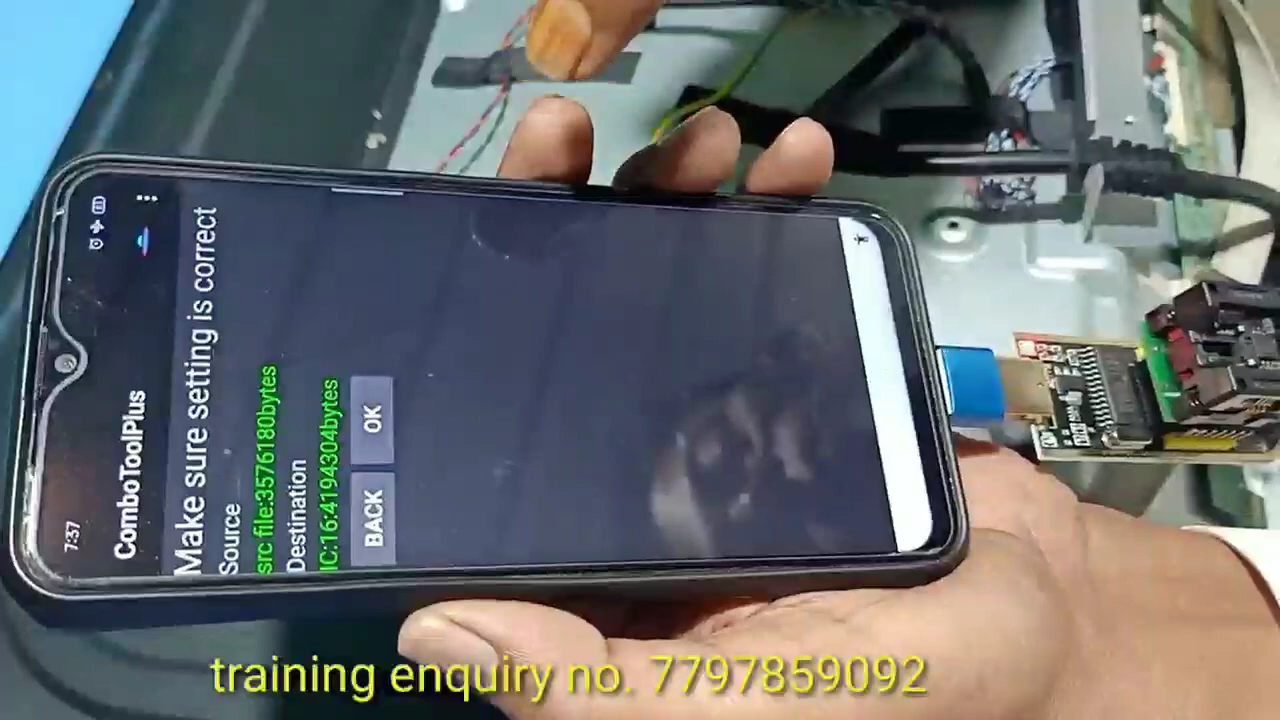 7:37
ComboToolPlus
Make sure setting is correct
Source
src file:3576180bytes
Destination
IC:16:4194304bytes
BACK OK
training enquiry no. 7797859092